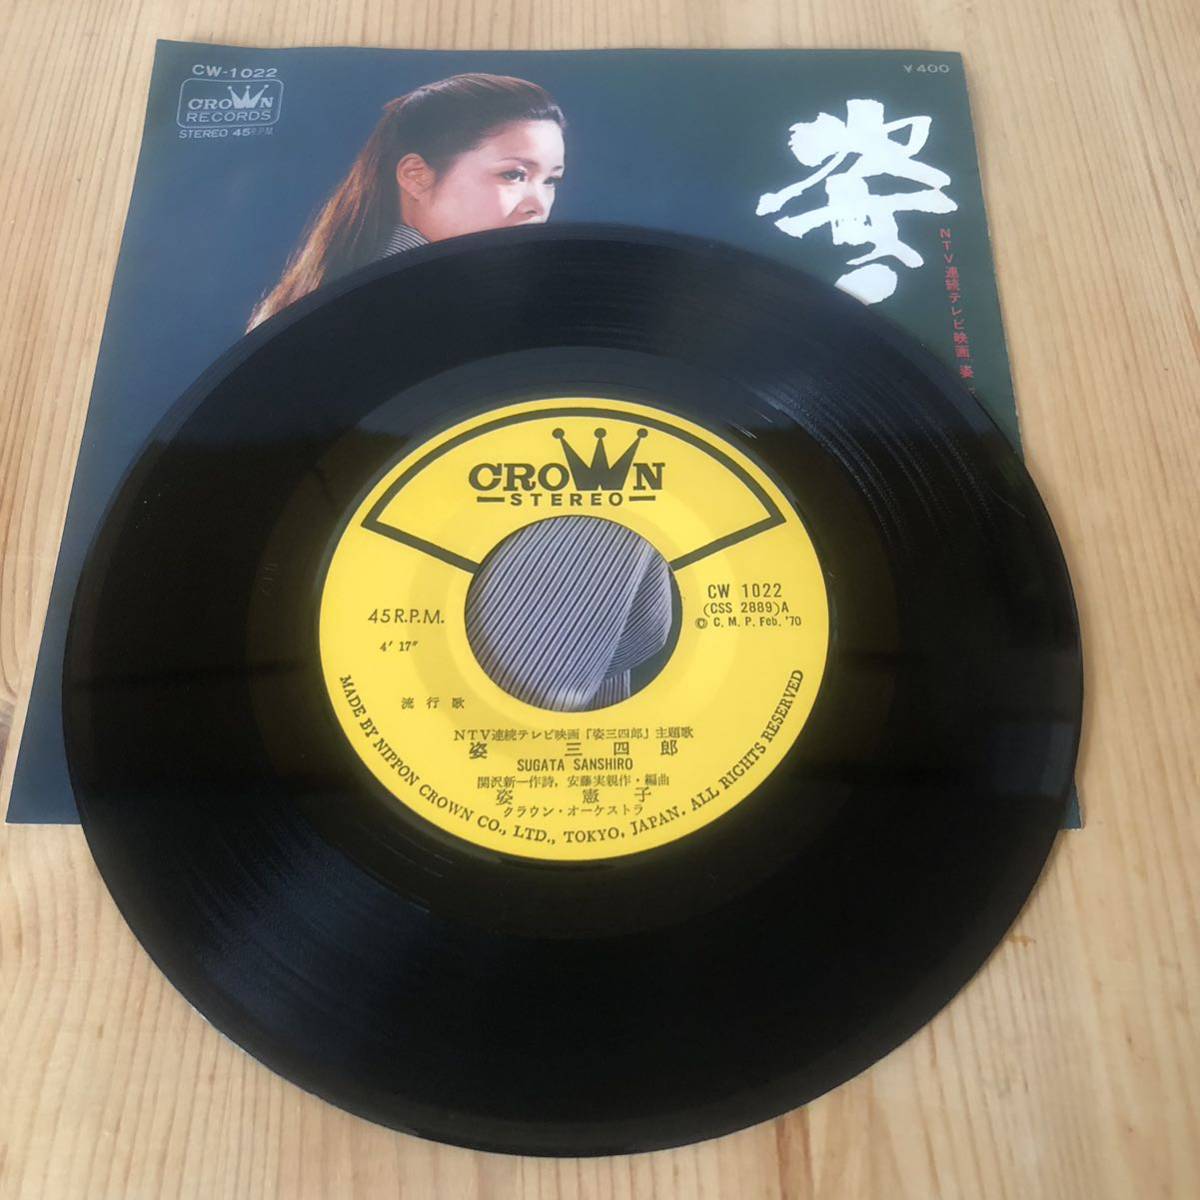 CW-1022
CROWN
RECORDS
STEREO 45R.P.M.
¥400
姿
NTV連続テレビ映画 姿
CROWN
STEREO
45R.P.M.
4′ 17″
CW 1022
(CSS 2889)A
Ⓒ C. M. P. Feb. '70
流行歌
NTV連続テレビ映画「姿三四郎」主題歌
姿三四郎
SUGATA SANSHIRO
関沢新一作詩, 安藤実親作・編曲
姿憲子
クラウン・オーケストラ
MADE BY NIPPON CROWN CO., LTD., TOKYO, JAPAN. ALL RIGHTS RESERVED